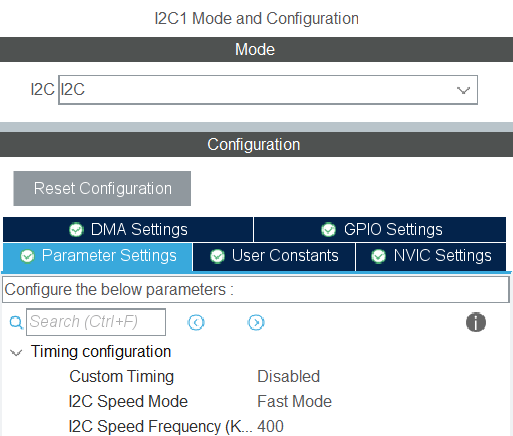 I2C1 Mode and Configuration
Mode
I2C I2C
Configuration
Reset Configuration
DMA Settings GPIO Settings
Parameter Settings User Constants NVIC Settings
Configure the below parameters :
Search (Ctrl+F)
Timing configuration
Custom Timing Disabled
I2C Speed Mode Fast Mode
I2C Speed Frequency (K... 400